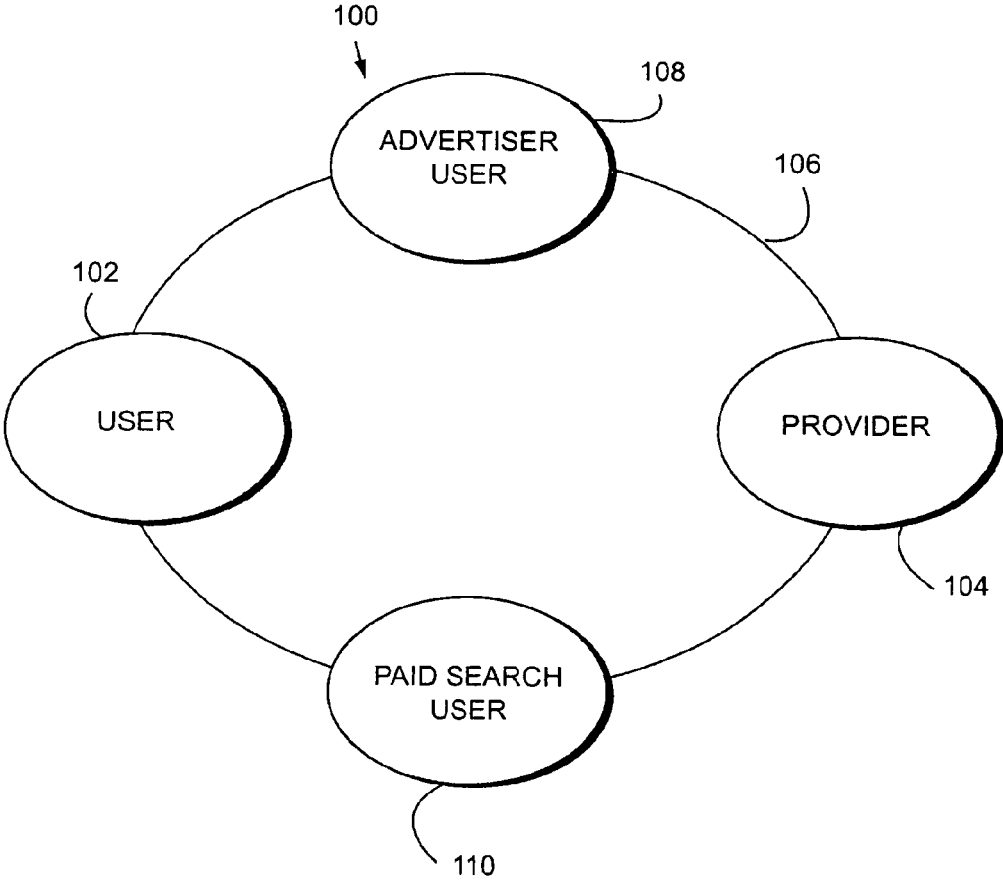 100
108
ADVERTISER
USER
106
102
USER
PROVIDER
104
PAID SEARCH
USER
110